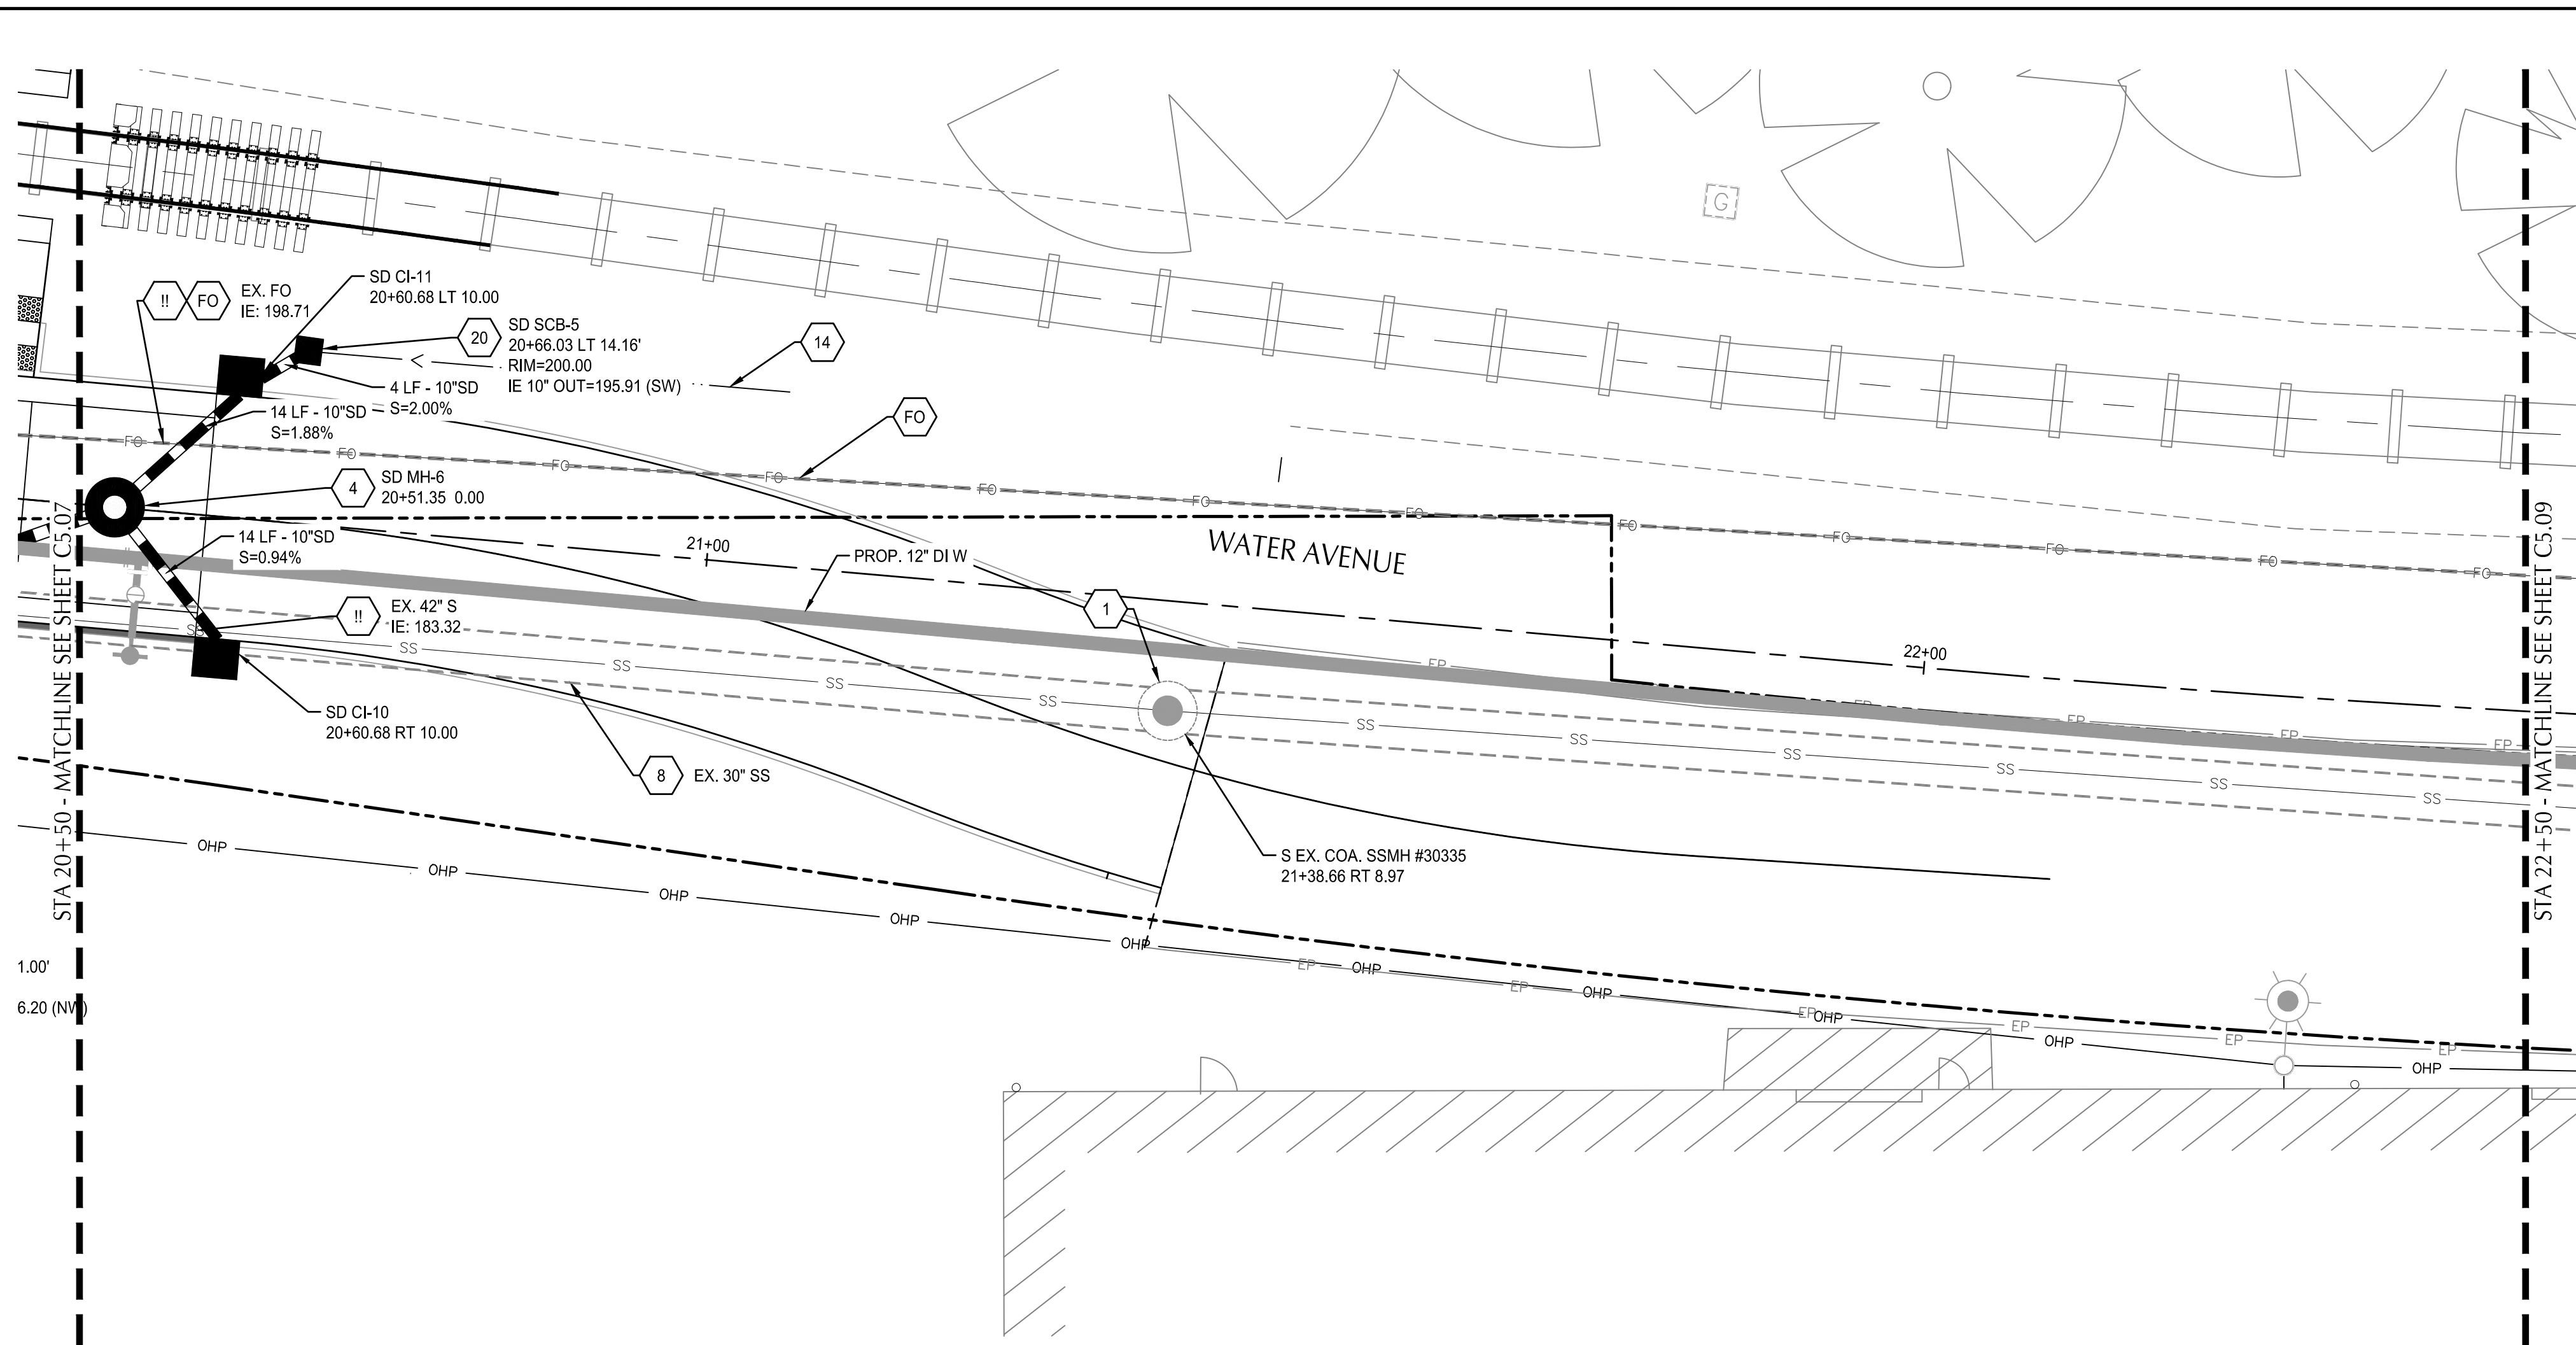 SD CI-11
20+60.68 LT 10.00
!!
FO
EX. FO
IE: 198.71
20
SD SCB-5
20+66.03 LT 14.16'
RIM=200.00
IE 10" OUT=195.91 (SW)
14
4 LF - 10"SD
S=2.00%
14 LF - 10"SD
S=1.88%
FO
4
SD MH-6
20+51.35  0.00
14 LF - 10"SD
S=0.94%
!!
EX. 42" S
IE: 183.32
SD CI-10
20+60.68 RT 10.00
8
EX. 30" SS
21+00
PROP. 12" DI W
WATER AVENUE
1
22+00
S EX. COA. SSMH #30335
21+38.66 RT 8.97
G
FO
FO
FO
FO
FO
FO
FO
FO
FO
FO
FO
FO
SS
SS
SS
SS
SS
SS
SS
SS
SS
SS
SS
EP
EP
EP
EP
EP
OHP
OHP
OHP
OHP
OHP
OHP
OHP
OHP
OHP
OHP
EP
EP
EP
EP
EP
EP
STA 20+50 - MATCHLINE SEE SHEET C5.07
STA 22+50 - MATCHLINE SEE SHEET C5.09
1.00'
6.20 (NW)